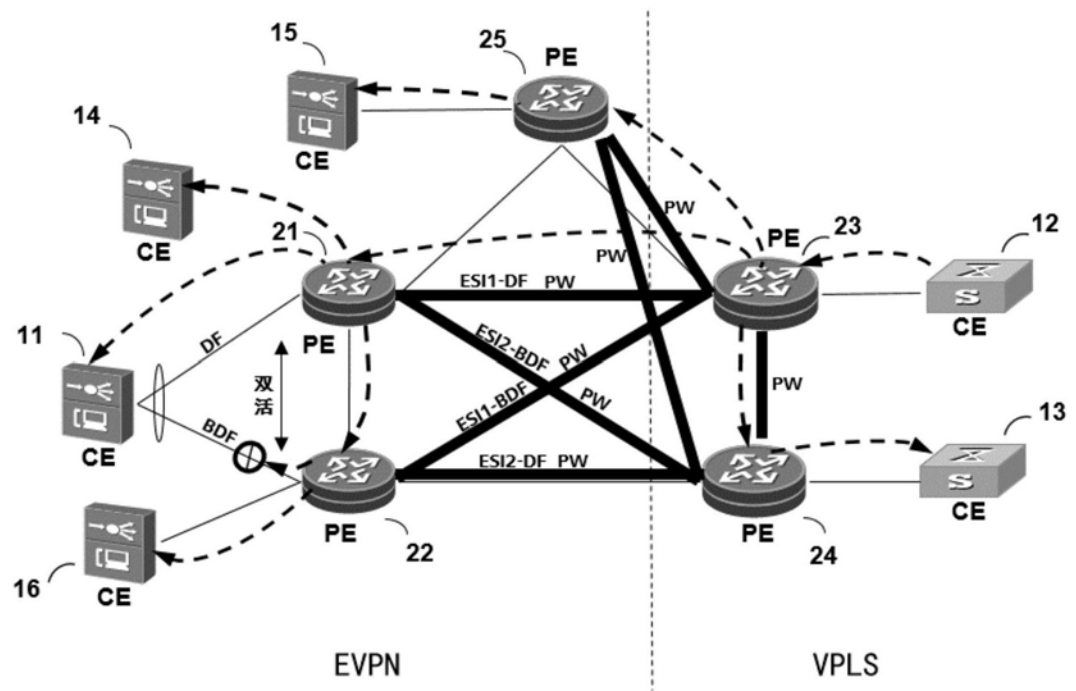 15
25
PE
CE
14
CE
21
PE
PW
PW
PE
23
12
CE
ESI1-DF PW
11
CE
DF
双活
BDF
ESI2-BDF PW
ESI1-BDF PW
PW
13
CE
ESI2-DF PW
PE
22
PE
24
16
CE
S
S
EVPN
VPLS